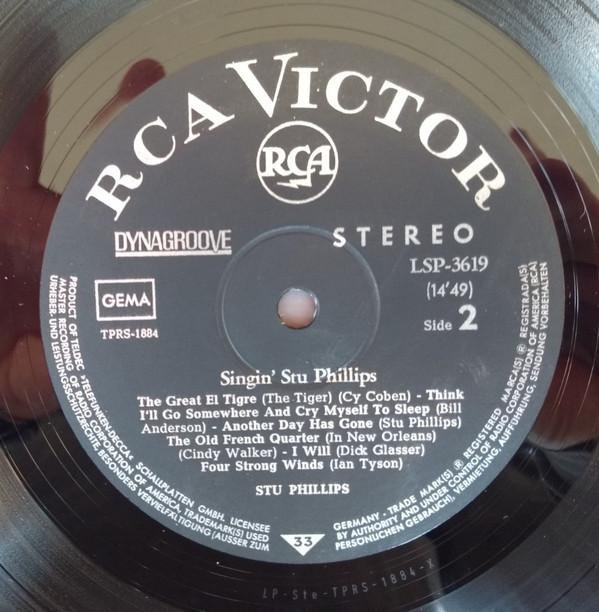 RCA VICTOR
RCA
DYNAGROOVE
STEREO
LSP-3619
(14'49)
Side 2
GEMA
TPRS-1884
Singin' Stu Phillips
The Great El Tigre (The Tiger) (Cy Coben) - Think
I'll Go Somewhere And Cry Myself To Sleep (Bill
Anderson) - Another Day Has Gone (Stu Phillips)
The Old French Quarter (In New Orleans)
(Cindy Walker) - I Will (Dick Glasser)
Four Strong Winds (Ian Tyson)
STU PHILLIPS
33
PRODUCT OF TELDEC »TELEFUNKEN-DECCA« SCHALLPLATTEN GMBH. LICENSEE
MASTER RECORDING OF RADIO CORPORATION OF AMERICA, TRADEMARK(S) USED
URHEBER- UND LEISTUNGSSCHUTZRECHTE, BESONDERS VERVIELFÄLTIGUNG (AUSSER ZUM
GERMANY - TRADE MARK(S) ® REGISTERED MARCA(S) ® REGISTRADA(S)
BY AUTHORITY AND UNDER CONTROL OF RADIO CORPORATION OF AMERICA (RCA)
PERSÖNLICHEN GEBRAUCH), VERMIETUNG, AUFFÜHRUNG, SENDUNG VORBEHALTEN
LP-Ste-TPRS-1884-X